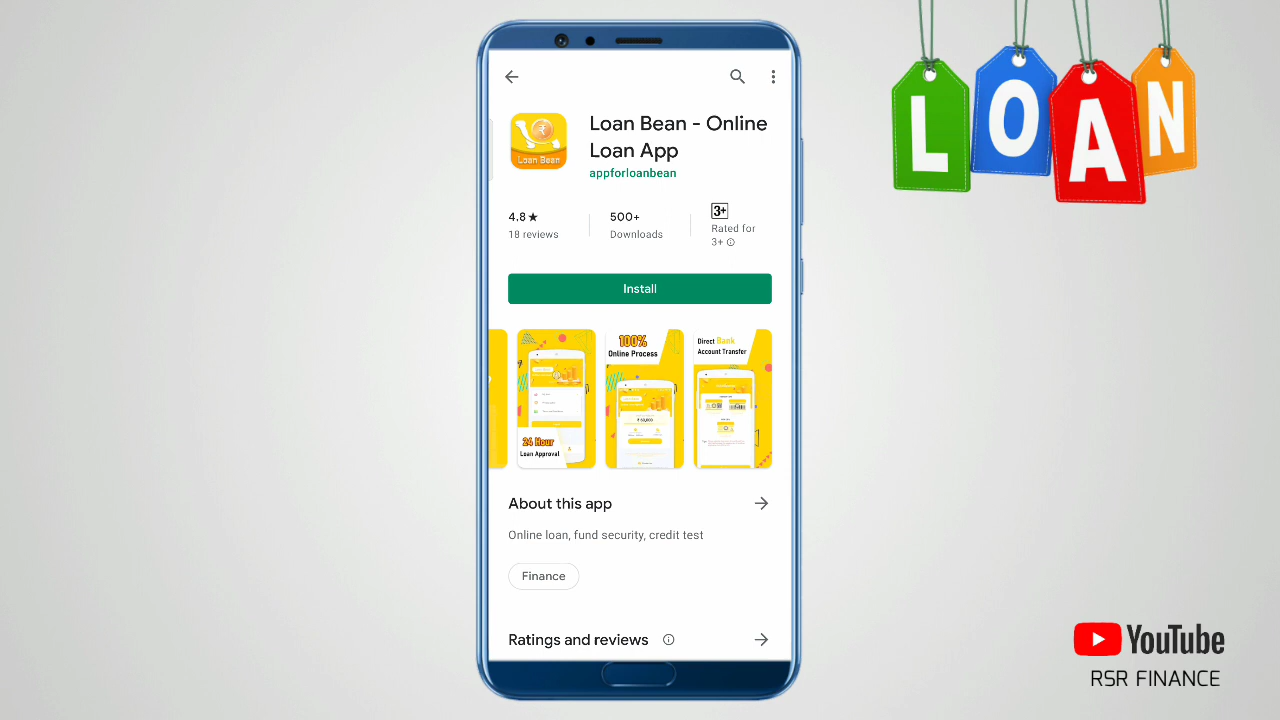 LOAN
Loan Bean - Online
Loan App
appforloanbean
Loan Bean
4.8★
18 reviews
500+
Downloads
3+
Rated for
3+
Install
24 Hour
Loan Approval
100%
Online Process
₹ 60,000
Direct Bank
Account Transfer
About this app
Online loan, fund security, credit test
Finance
Ratings and reviews
YouTube
RSR FINANCE